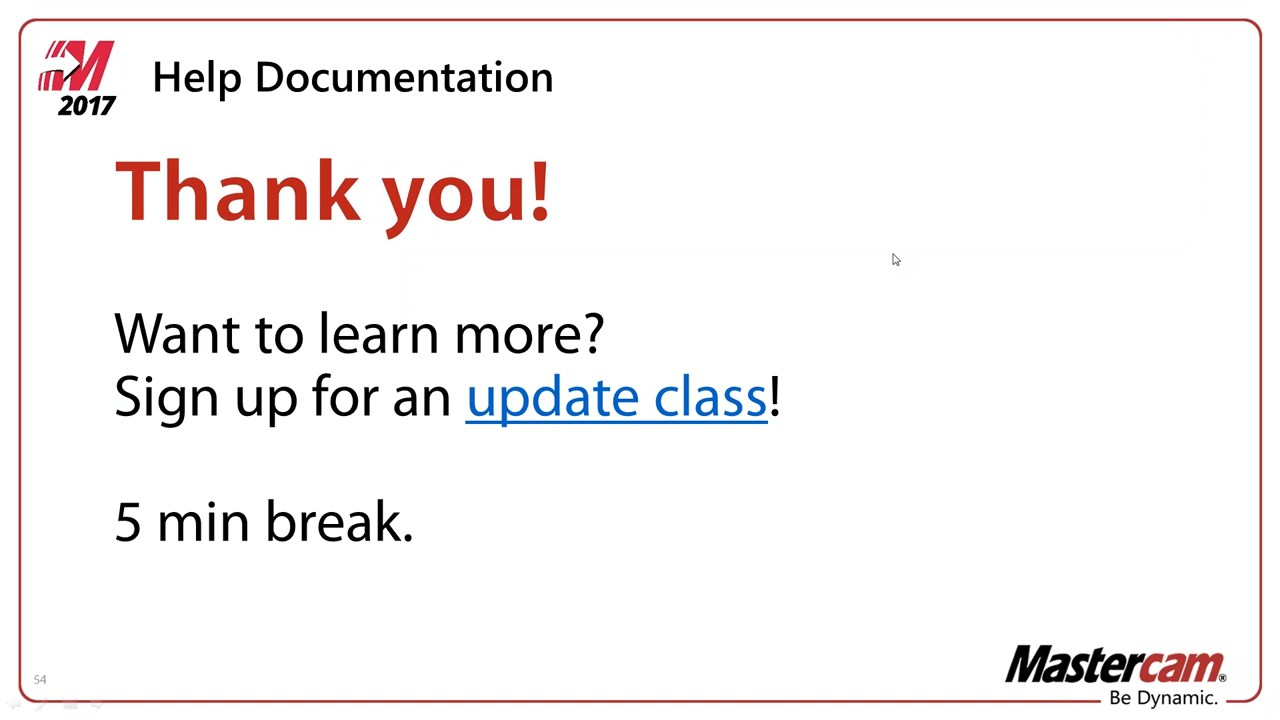 2017
Help Documentation
Thank you!
Want to learn more?
Sign up for an update class!
5 min break.
54
Mastercam®
Be Dynamic.